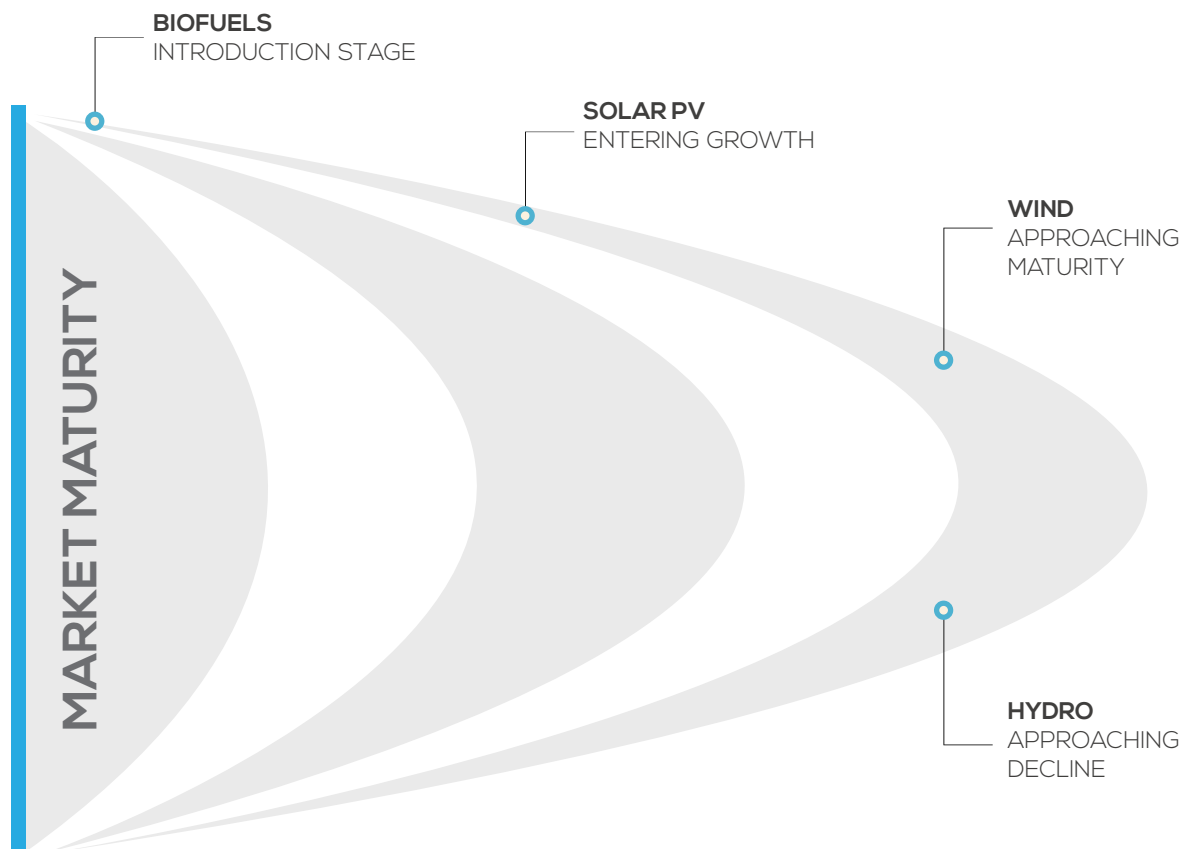 BIOFUELS
INTRODUCTION STAGE
SOLAR PV
ENTERING GROWTH
WIND
APPROACHING
MATURITY
MARKET MATURITY
HYDRO
APPROACHING
DECLINE